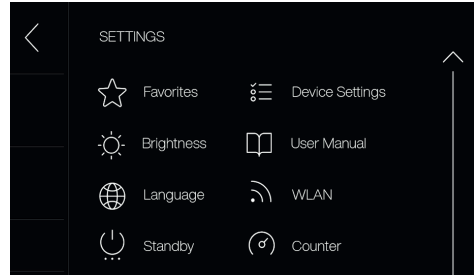 SETTINGS
Favorites
Device Settings
Brightness
User Manual
Language
WLAN
Standby
Counter